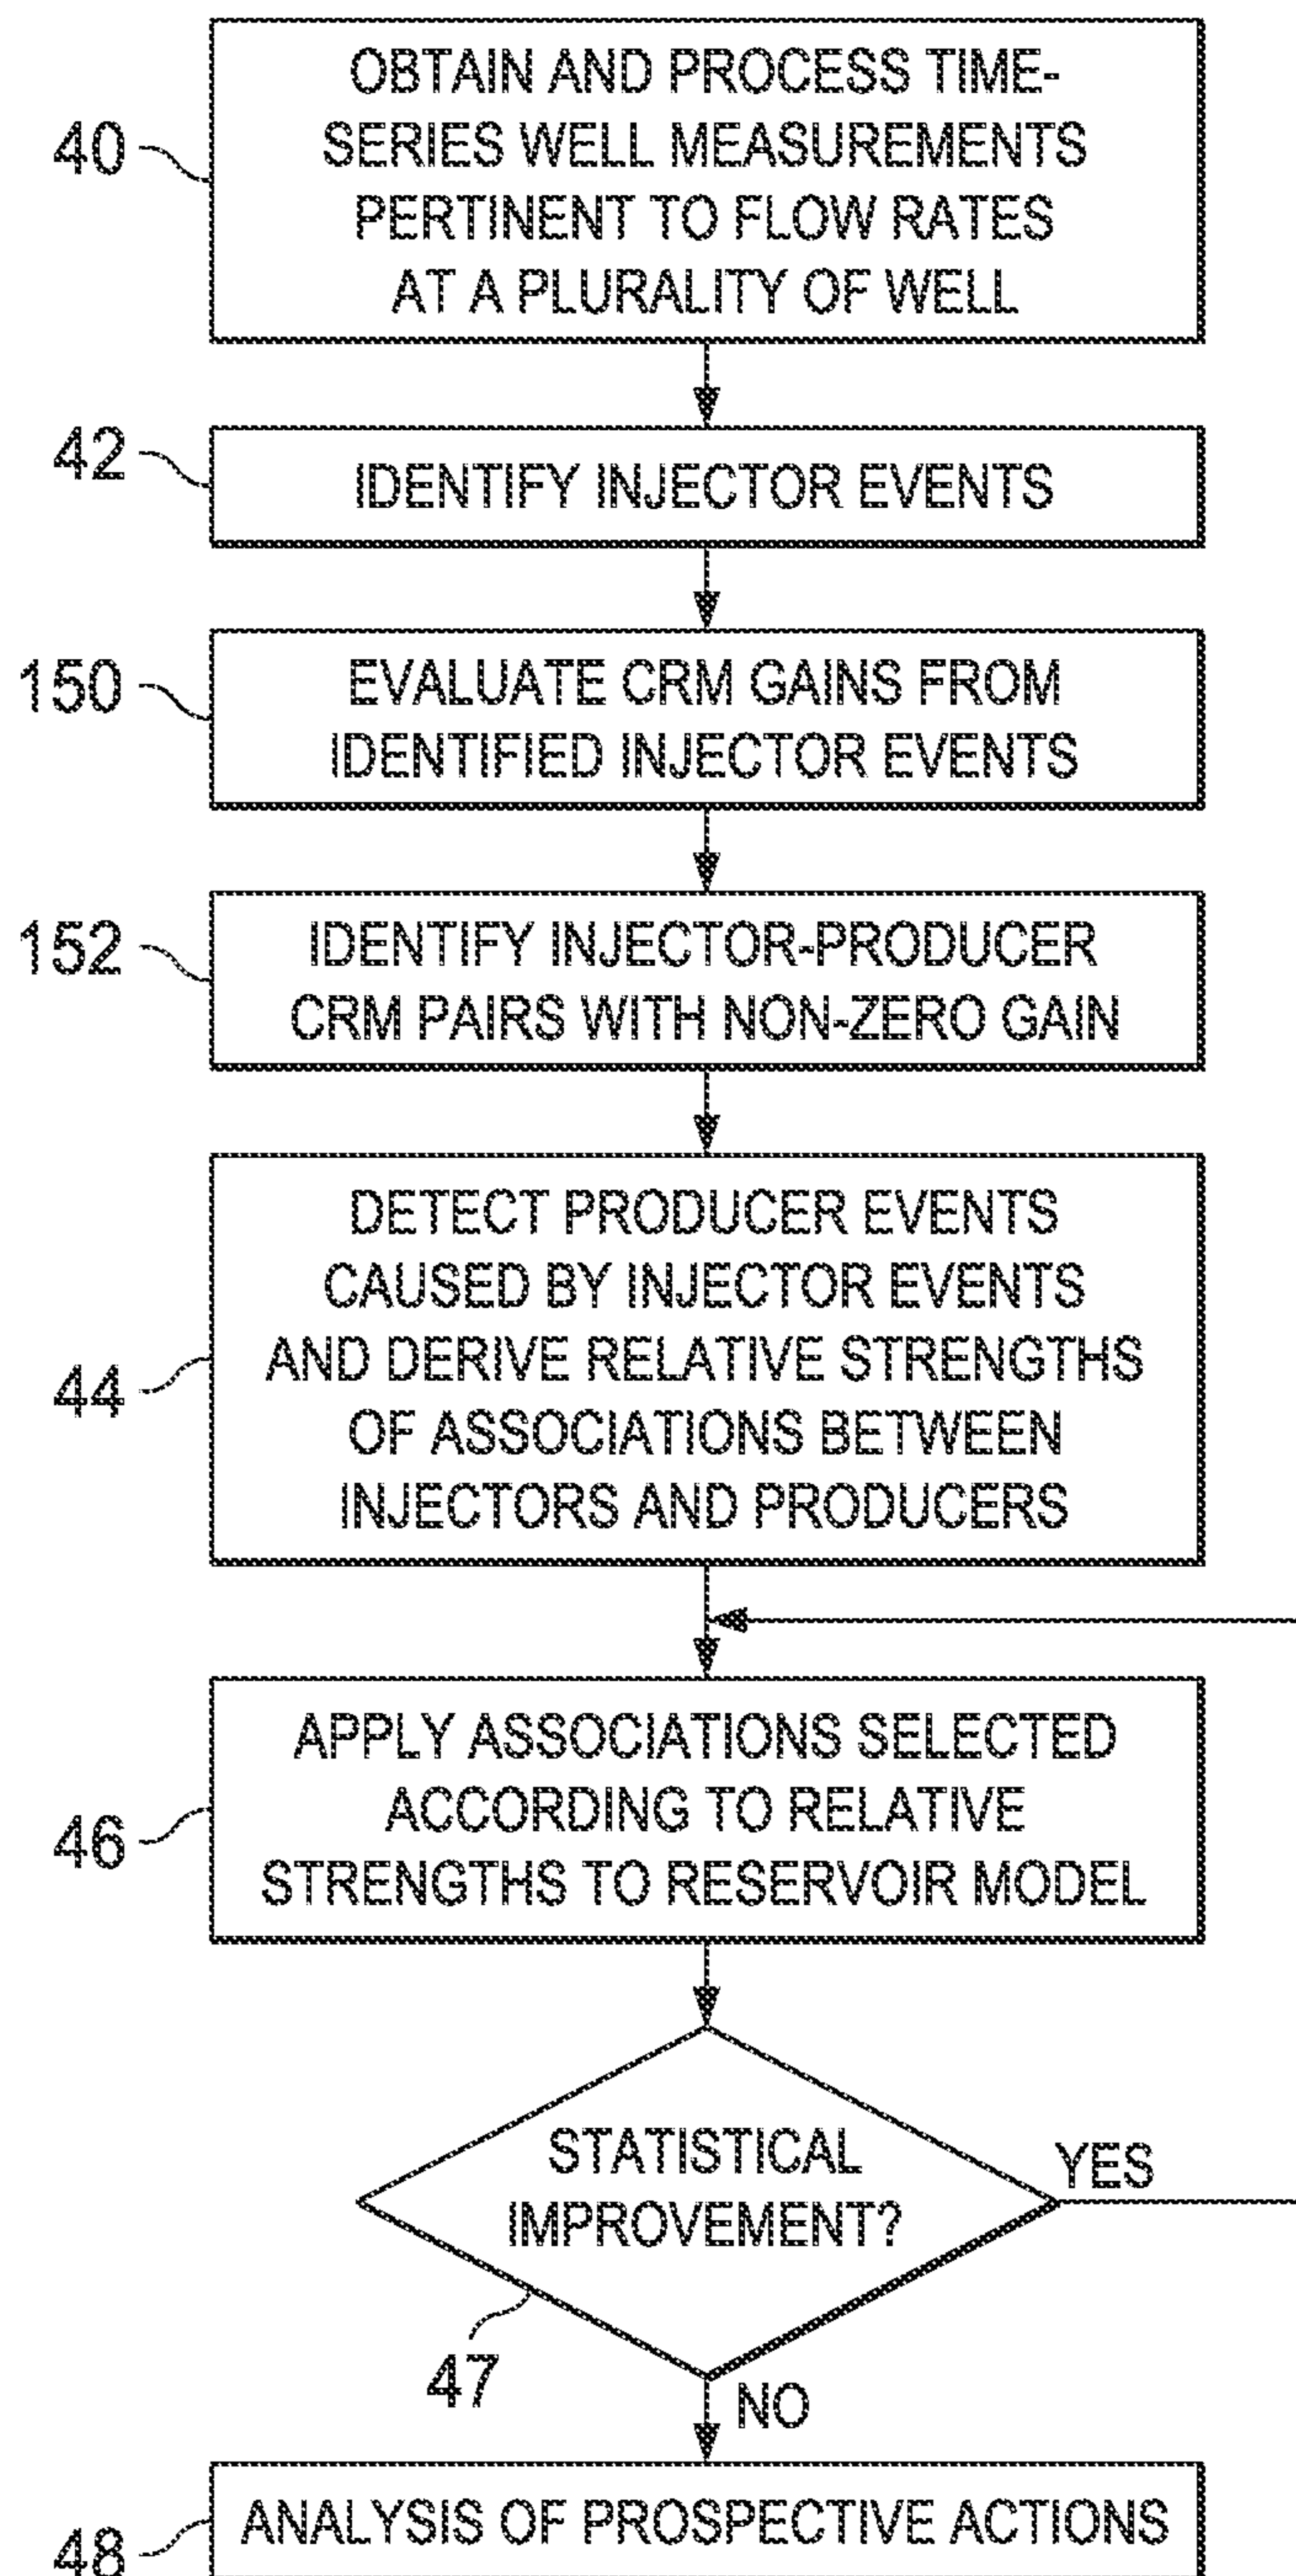 OBTAIN AND PROCESS TIME-
SERIES WELL MEASUREMENTS
PERTINENT TO FLOW RATES
AT A PLURALITY OF WELL
40
42
IDENTIFY INJECTOR EVENTS
150
EVALUATE CRM GAINS FROM
IDENTIFIED INJECTOR EVENTS
152
IDENTIFY INJECTOR-PRODUCER
CRM PAIRS WITH NON-ZERO GAIN
DETECT PRODUCER EVENTS
CAUSED BY INJECTOR EVENTS
AND DERIVE RELATIVE STRENGTHS
OF ASSOCIATIONS BETWEEN
INJECTORS AND PRODUCERS
44
APPLY ASSOCIATIONS SELECTED
ACCORDING TO RELATIVE
STRENGTHS TO RESERVOIR MODEL
46
STATISTICAL
IMPROVEMENT?
YES
47
NO
ANALYSIS OF PROSPECTIVE ACTIONS
48